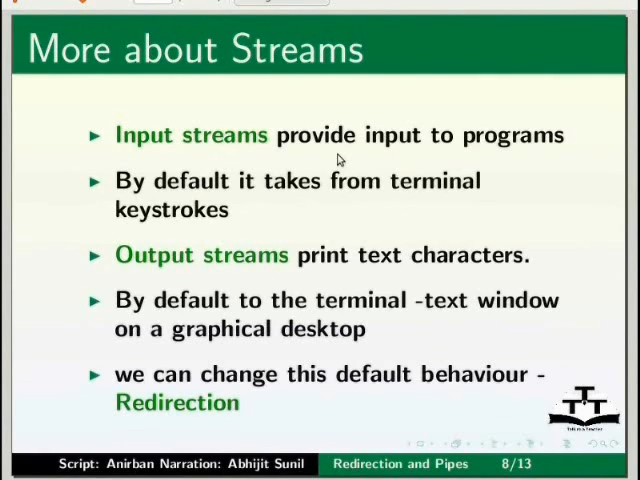 More about Streams
Input streams provide input to programs
By default it takes from terminal
keystrokes
Output streams print text characters.
By default to the terminal -text window
on a graphical desktop
we can change this default behaviour -
Redirection
TTT
Script: Anirban Narration: Abhijit Sunil
Redirection and Pipes
8/13